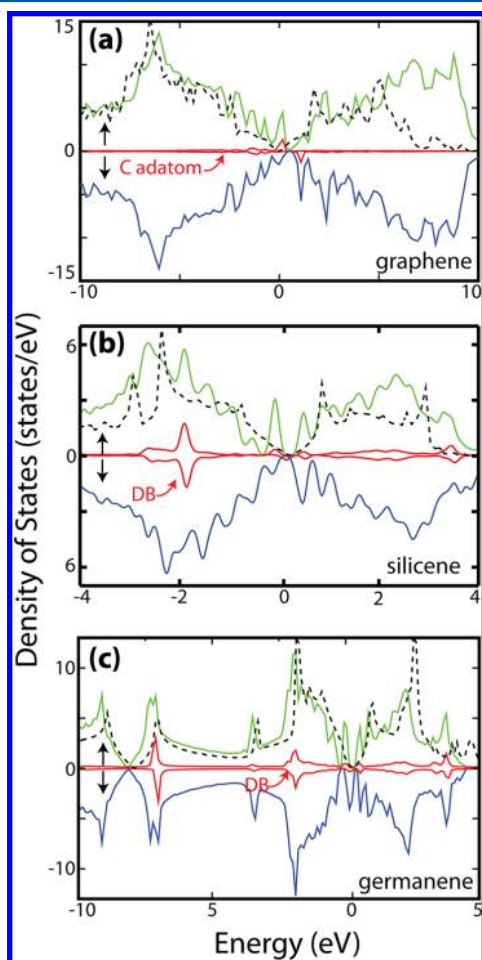 Density of States (states/eV)
(a)
15
0
-15
C adatom
graphene
-10
0
10
(b)
6
0
6
DB
silicene
-4
-2
0
2
4
(c)
10
0
-10
DB
germanene
-10
5
0
5
Energy (eV)